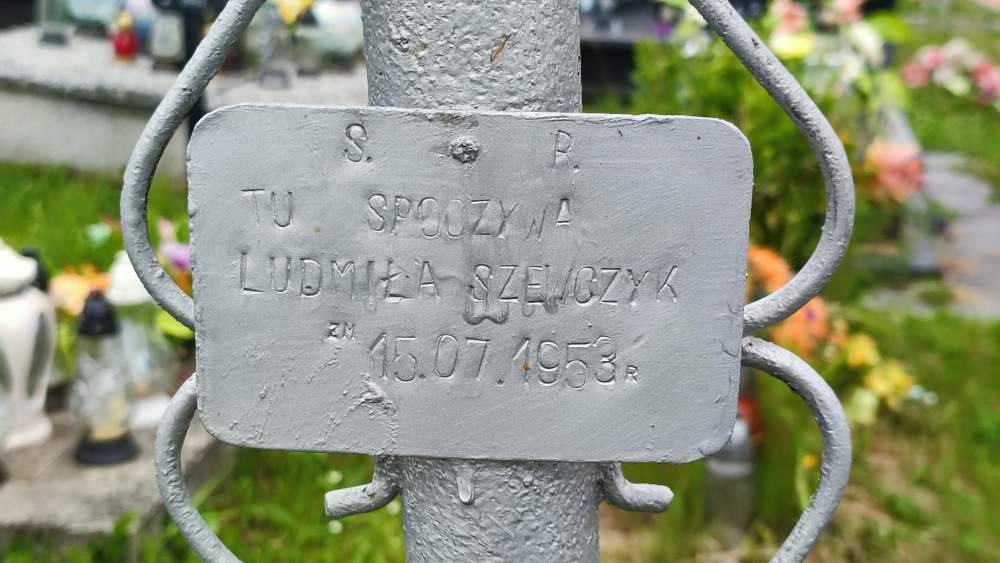 S. R.
TU SPOCZYWA
LUDMIŁA SZEWCZYK
ZM 15.07.1953 R